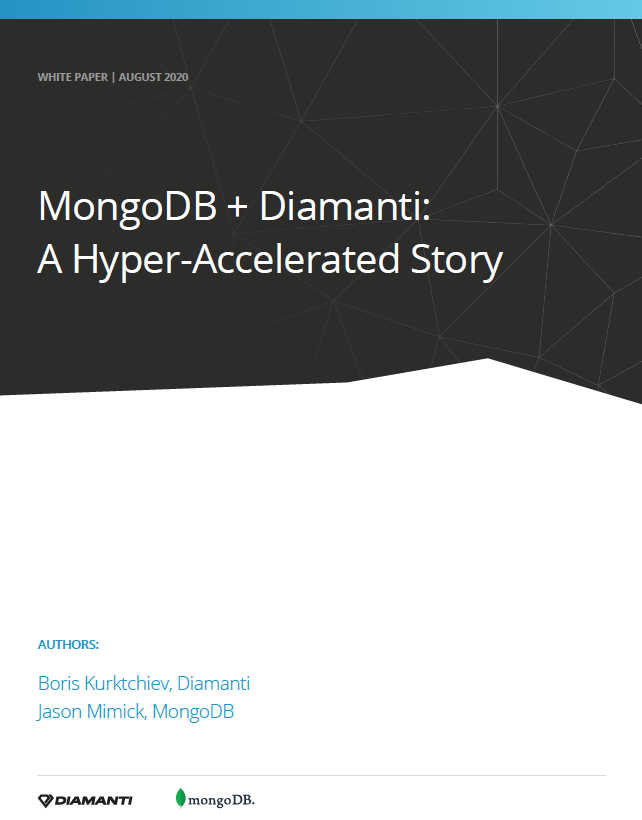 WHITE PAPER | AUGUST 2020
MongoDB + Diamanti:
A Hyper-Accelerated Story
AUTHORS:
Boris Kurktchiev, Diamanti
Jason Mimick, MongoDB
DIAMANTI
mongoDB.